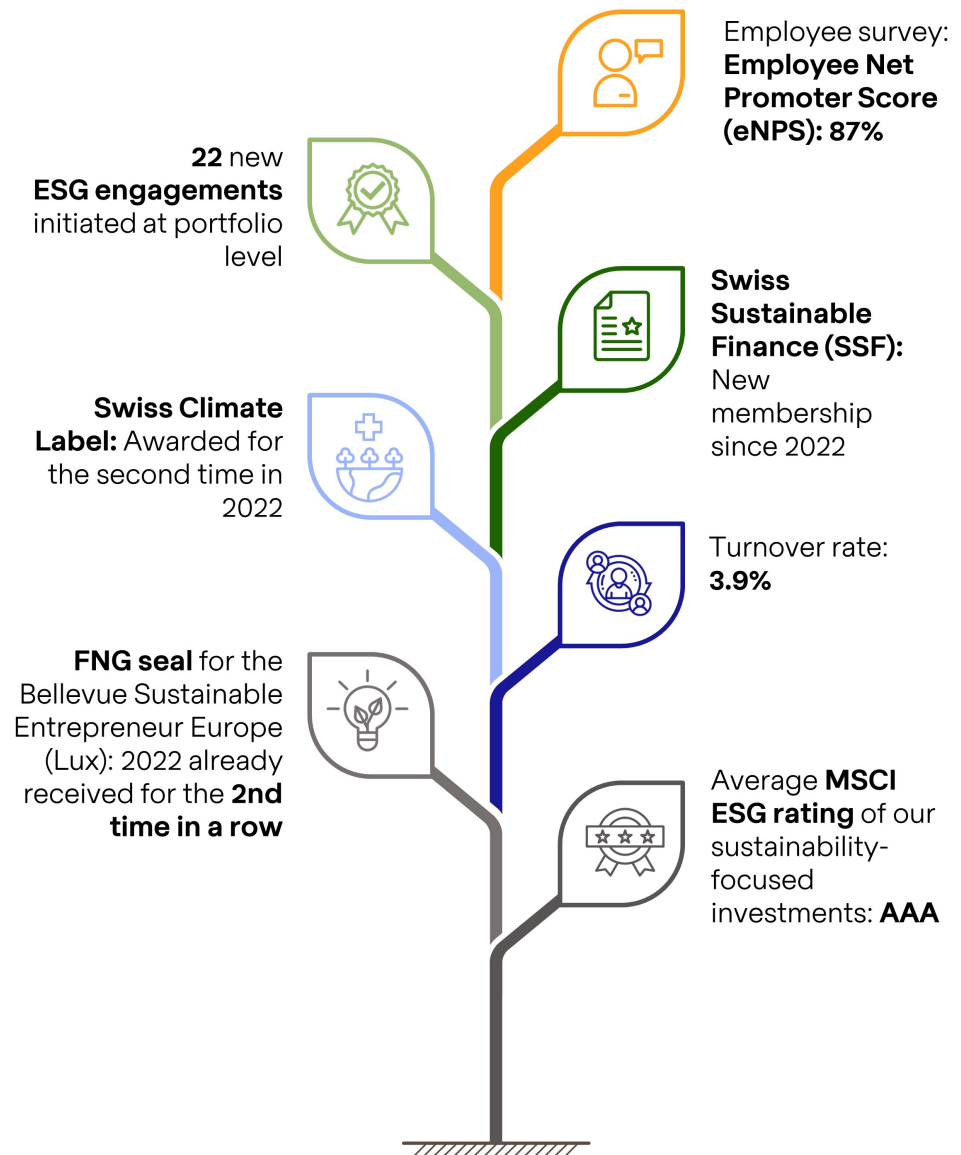 Employee survey:
Employee Net
Promoter Score
(eNPS): 87%
22 new
ESG engagements
initiated at portfolio
level
Swiss
Sustainable
Finance (SSF):
New
membership
since 2022
Swiss Climate
Label: Awarded for
the second time in
2022
Turnover rate:
3.9%
FNG seal for the
Bellevue Sustainable
Entrepreneur Europe
(Lux): 2022 already
received for the 2nd
time in a row
Average MSCI
ESG rating of our
sustainability-
focused
investments: AAA